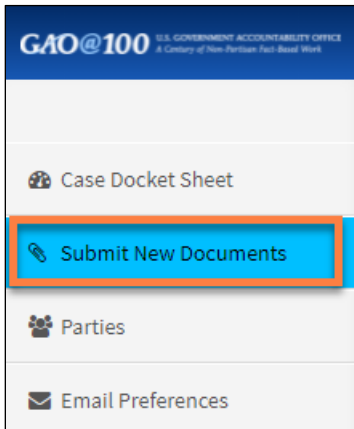 GAO@100 U.S. GOVERNMENT ACCOUNTABILITY OFFICE
A Century of Non-Partisan Fact-Based Work
Case Docket Sheet
Submit New Documents
Parties
Email Preferences